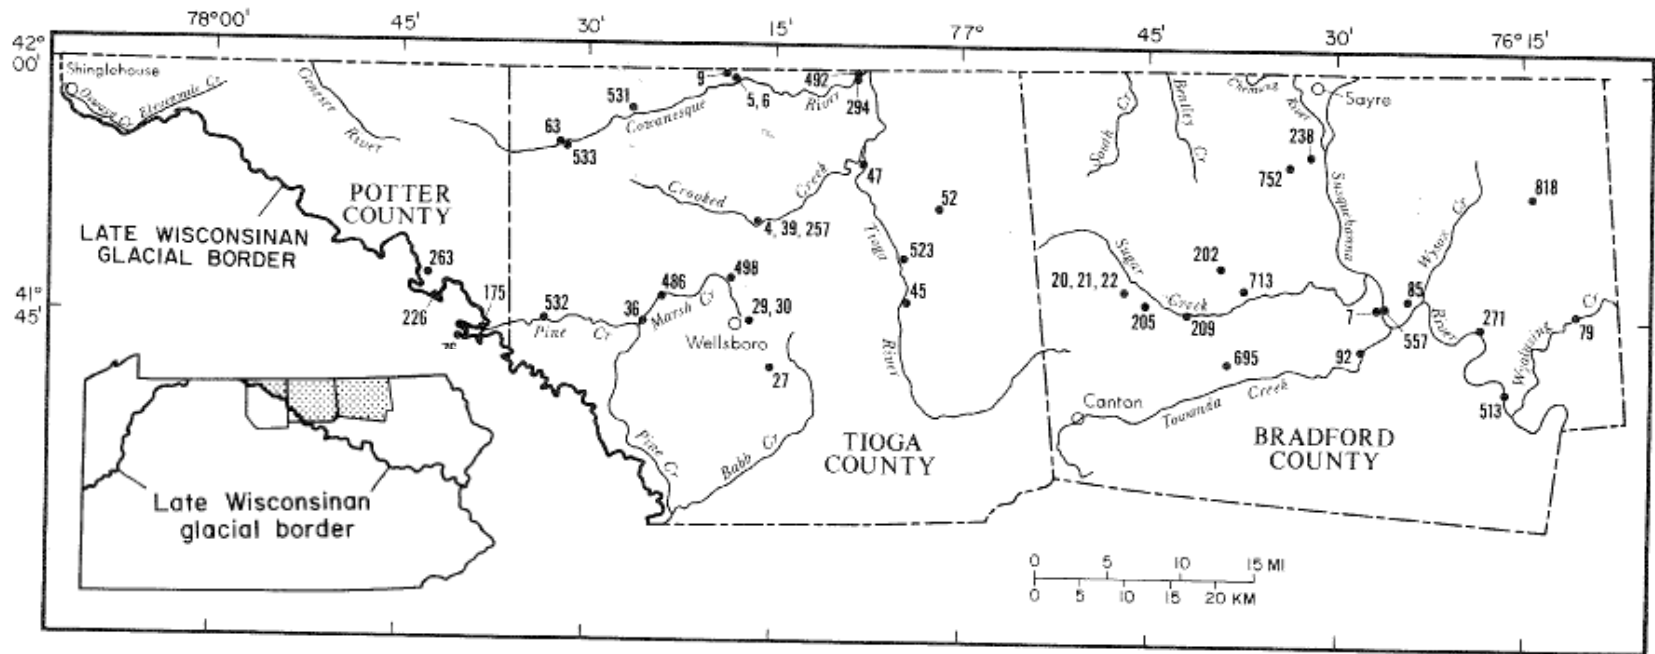 78°00'
45'
30'
15'
77°
45'
30'
76°15'
42°
00'
Shinglehouse
Oswayo Cr
Elevenmile Cr.
Genesee
River
9
492
5, 6
River
294
531
Cowanesque
63
533
Chemung
River
Sayre
South Cr
Bentley
Cr
238
752
47
52
818
POTTER
COUNTY
LATE WISCONSINAN
GLACIAL BORDER
Crooked
Creek
4, 39, 257
Tioga
River
523
45
Susquehanna
River
Wysox Cr
Sugar
Creek
202
713
20, 21, 22
205
209
263
226
175
41°
45'
532
Pine
Cr
36
486
Marsh Cr
498
29, 30
Wellsboro
27
85
7
557
92
271
79
Wyalusing
Cr
513
695
Canton
Towanda
Creek
Pine Cr
Babb
Cr
TIOGA
COUNTY
BRADFORD
COUNTY
Late Wisconsinan
glacial border
0 5 10 15 MI
0 5 10 15 20 KM